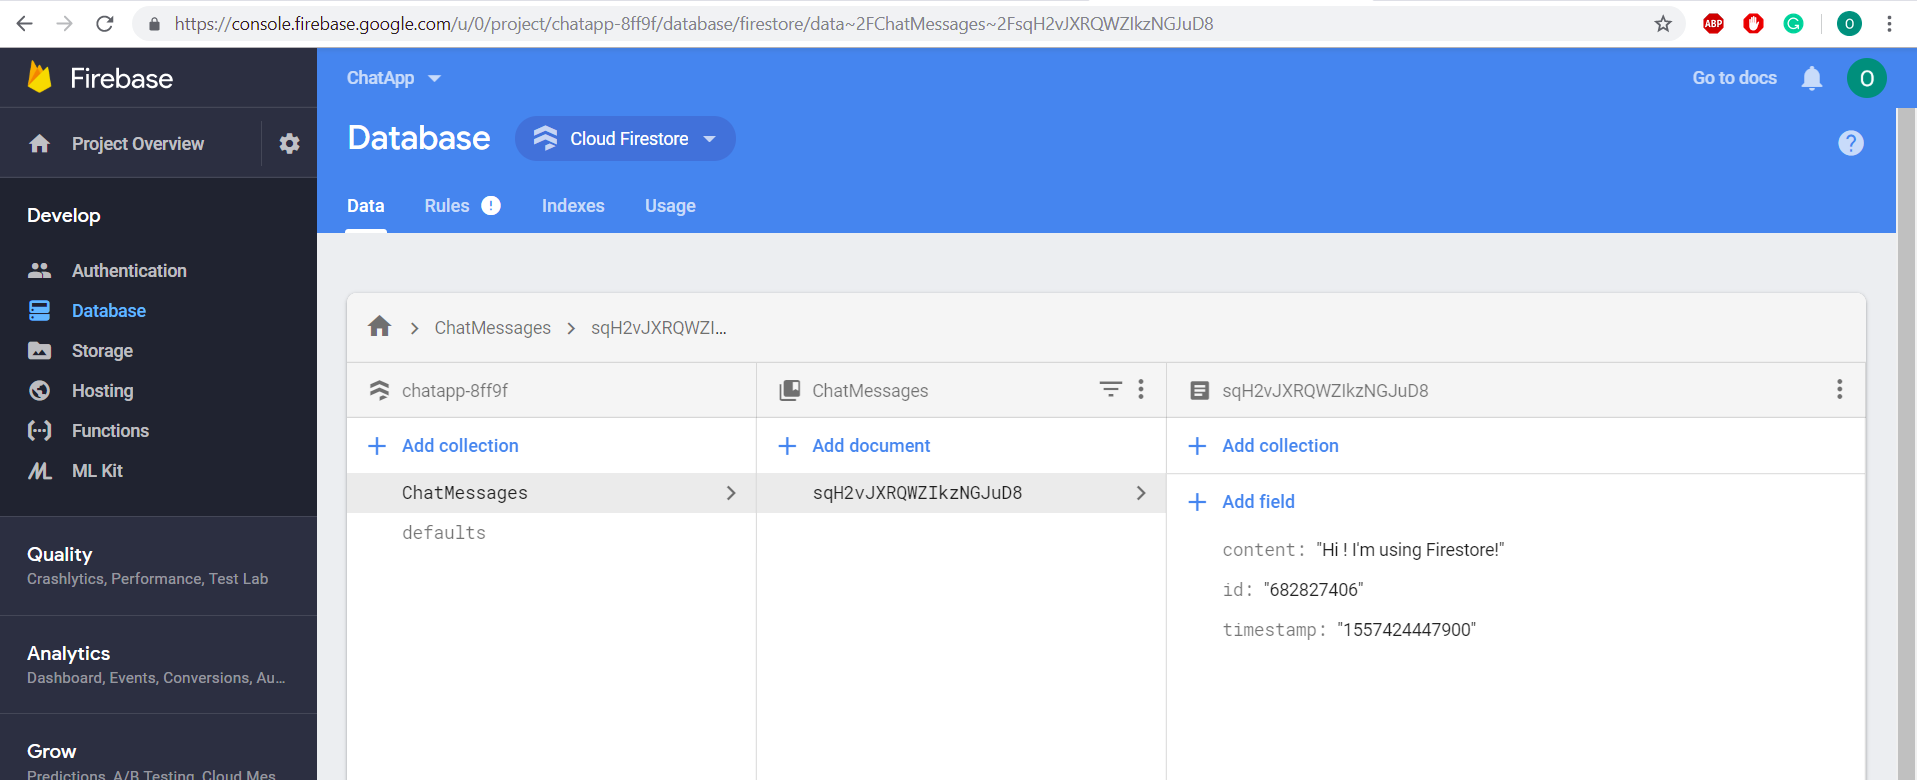 https://console.firebase.google.com/u/0/project/chatapp-8ff9f/database/firestore/data~2FChatMessages~2FsqH2vJXRQWZIkzNGJuD8
ABP
O
Firebase
ChatApp
Go to docs
O
Project Overview
Database
Cloud Firestore
?
Data
Rules
!
Indexes
Usage
Develop
Authentication
Database
Storage
Hosting
Functions
ML Kit
Quality
Crashlytics, Performance, Test Lab
Analytics
Dashboard, Events, Conversions, Au...
Grow
Predictions, A/B Testing, Cloud Mes
ChatMessages
sqH2vJXRQWZI...
chatapp-8ff9f
Add collection
ChatMessages
defaults
ChatMessages
Add document
sqH2vJXRQWZIkzNGJuD8
sqH2vJXRQWZIkzNGJuD8
Add collection
Add field
content: "Hi ! I'm using Firestore!"
id: "682827406"
timestamp: "1557424447900"